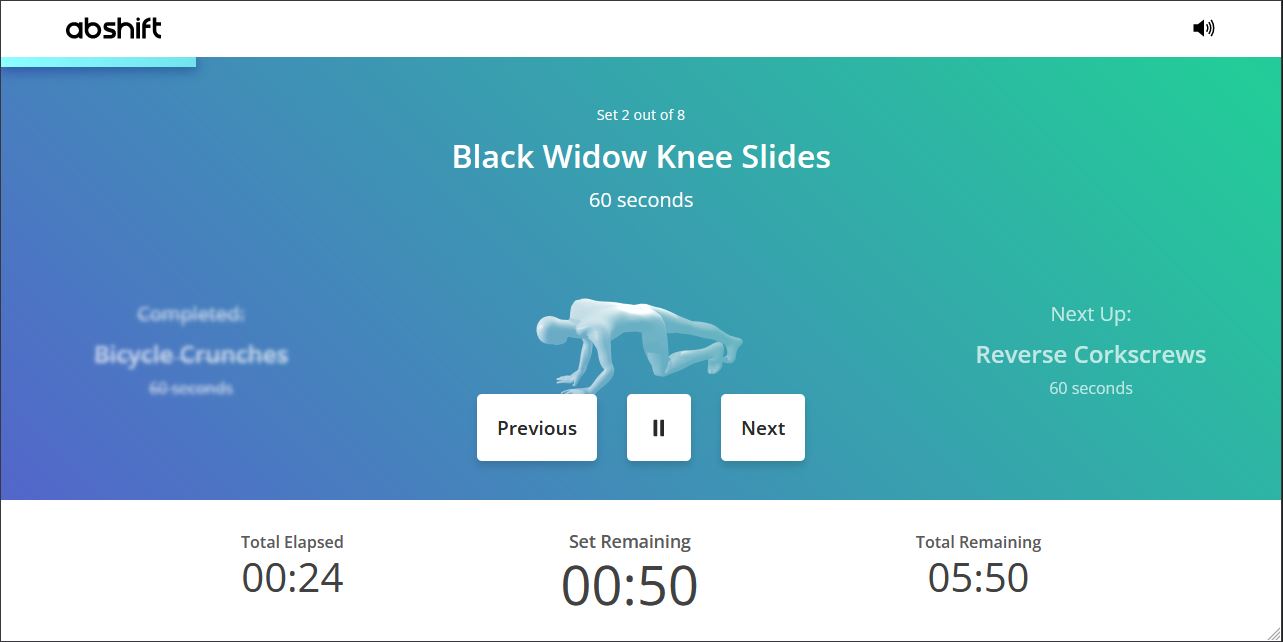 abshift
Set 2 out of 8
Black Widow Knee Slides
60 seconds
Completed:
Bicycle Crunches
60 seconds
Next Up:
Reverse Corkscrews
60 seconds
Previous
Next
Total Elapsed
00:24
Set Remaining
00:50
Total Remaining
05:50